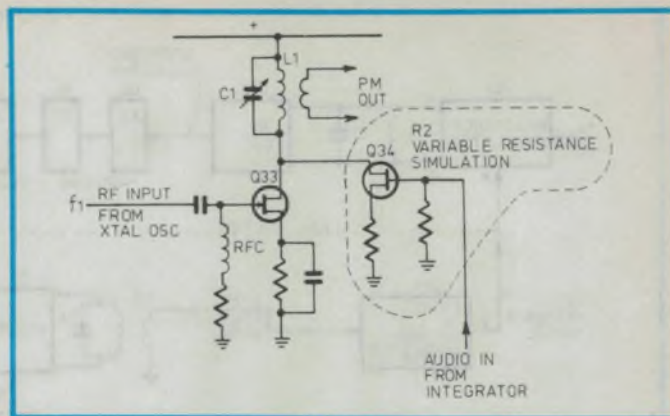 +
L1
C1
PM
OUT
R2
VARIABLE RESISTANCE
SIMULATION
Q34
Q33
f1
RF INPUT
FROM
XTAL OSC
RFC
AUDIO IN
FROM
INTEGRATOR